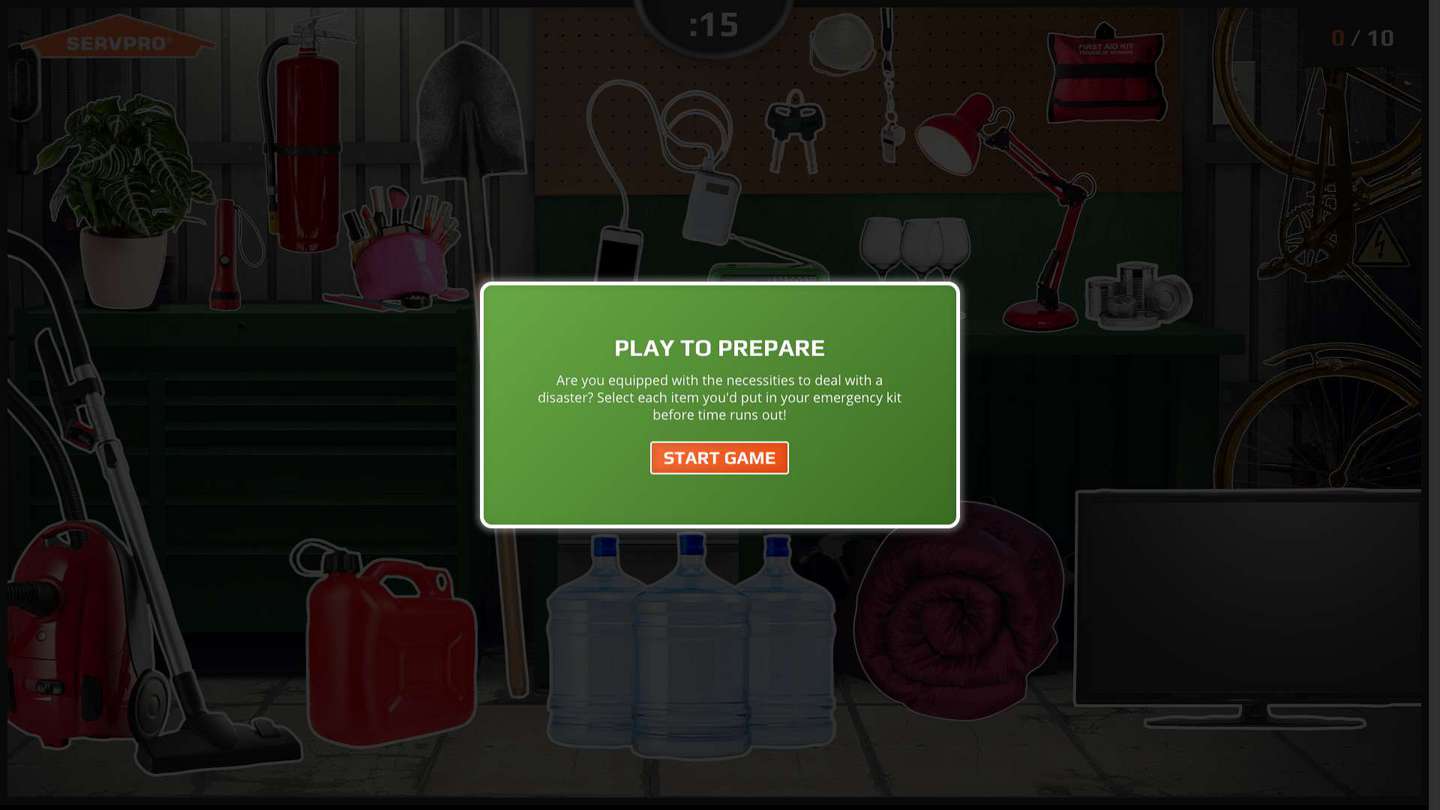 SERVPRO®
:15
0 / 10
FIRST AID KIT
PLAY TO PREPARE
Are you equipped with the necessities to deal with a
disaster? Select each item you'd put in your emergency kit
before time runs out!
START GAME